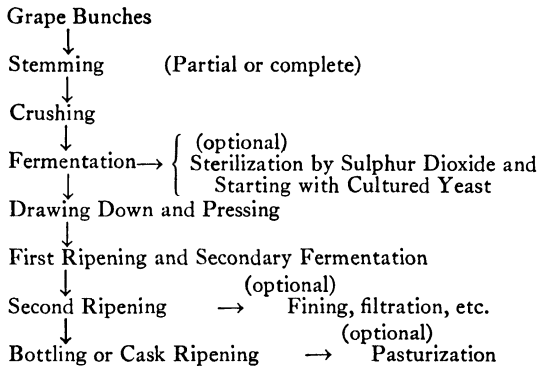 Grape Bunches
Stemming (Partial or complete)
Crushing
(optional)
Fermentation→ { Sterilization by Sulphur Dioxide and
Starting with Cultured Yeast
Drawing Down and Pressing
First Ripening and Secondary Fermentation
(optional)
Second Ripening → Fining, filtration, etc.
(optional)
Bottling or Cask Ripening → Pasturization